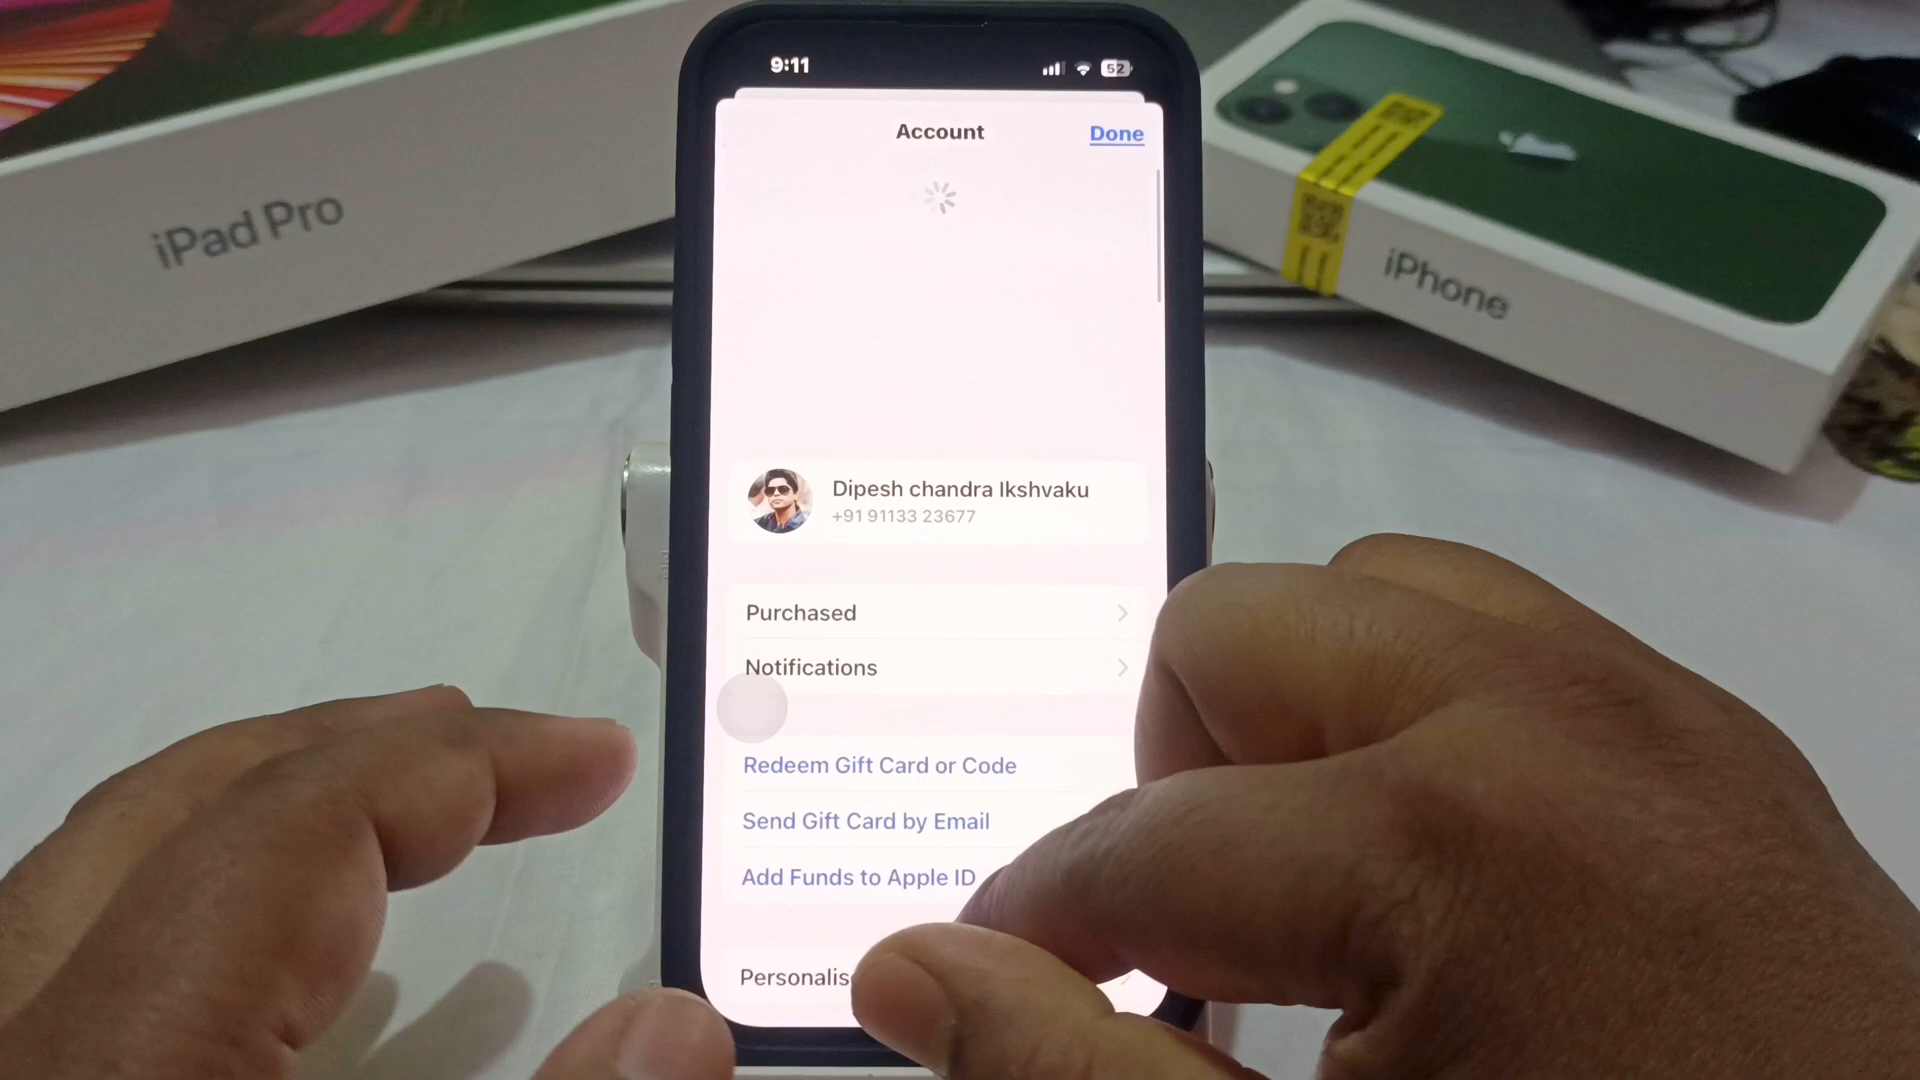 iPad Pro
iPhone
9:11
52
Account
Done
Dipesh chandra Ikshvaku
+91 91133 23677
Purchased
Notifications
Redeem Gift Card or Code
Send Gift Card by Email
Add Funds to Apple ID
Personalis